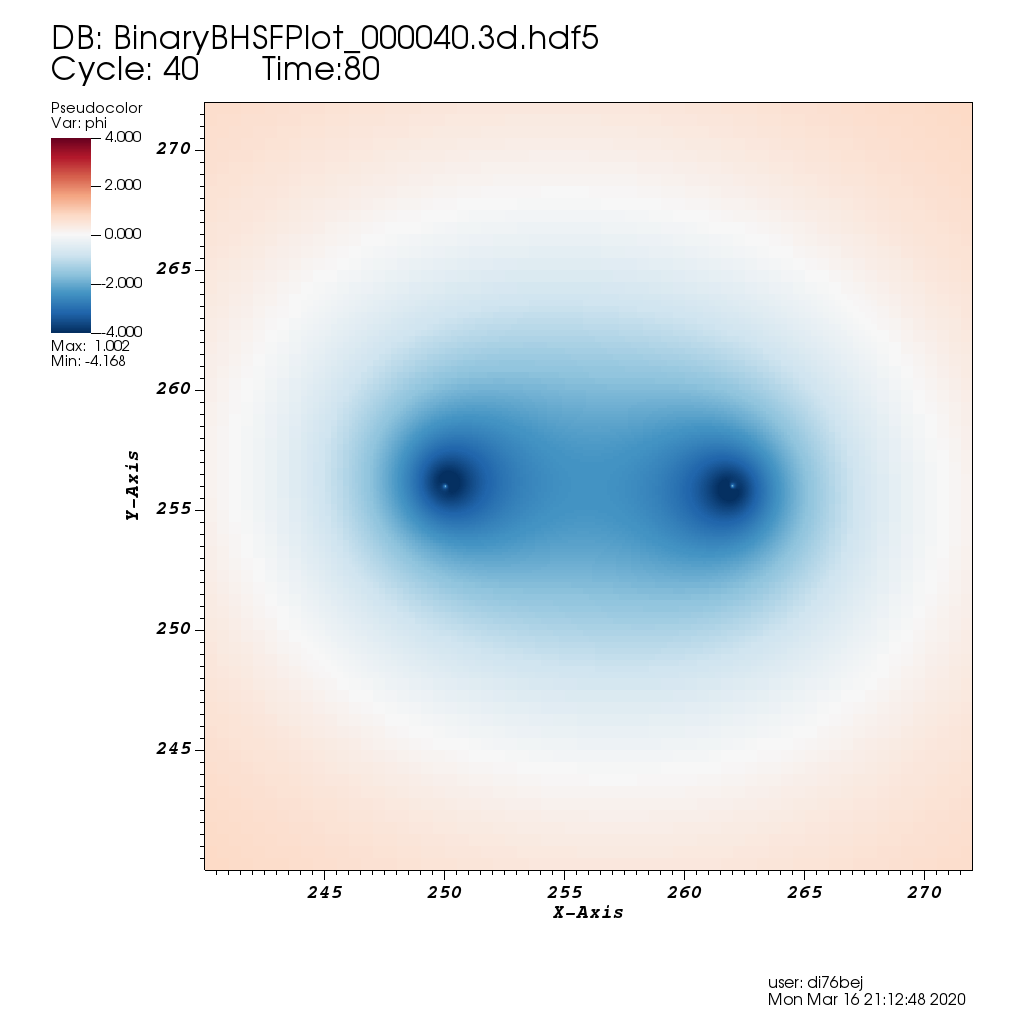 DB: BinaryBHSFPlot_000040.3d.hdf5
Cycle: 40 Time:80
Pseudocolor
Var: phi
4.000
2.000
0.000
-2.000
-4.000
Max: 1.002
Min: -4.168
270
265
260
255
250
245
Y-Axis
245 250 255 260 265 270
X-Axis
user: di76bej
Mon Mar 16 21:12:48 2020